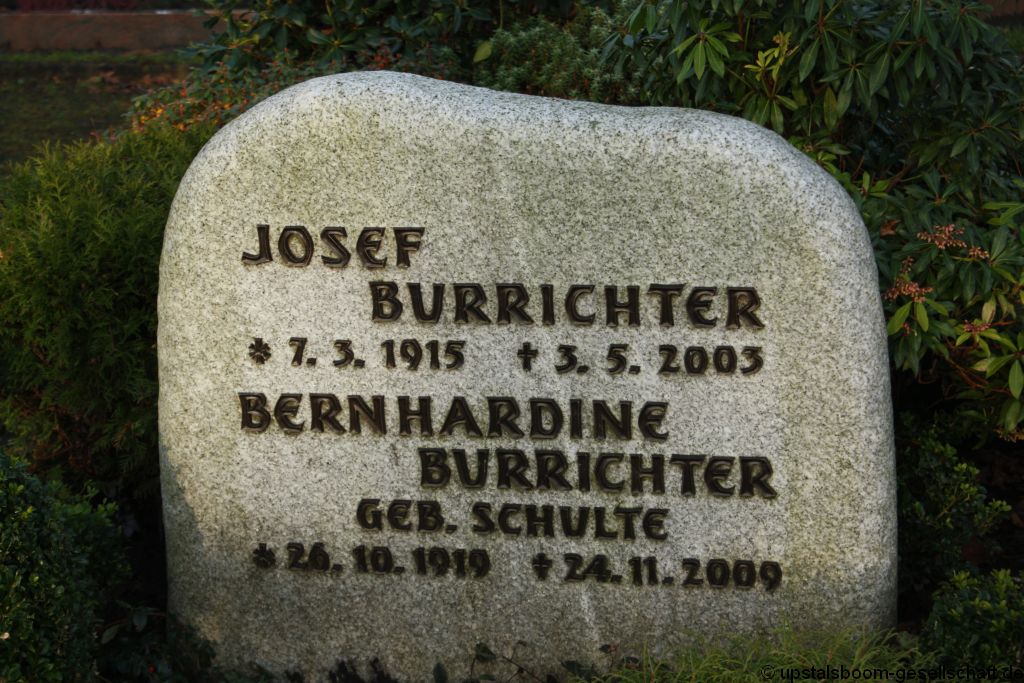 JOSEF
BURRICHTER
* 7. 3. 1915 † 3. 5. 2003
BERNHARDINE
BURRICHTER
GEB. SCHULTE
* 26. 10. 1919 † 24. 11. 2009
© upstalsboom-gesellschaft.de